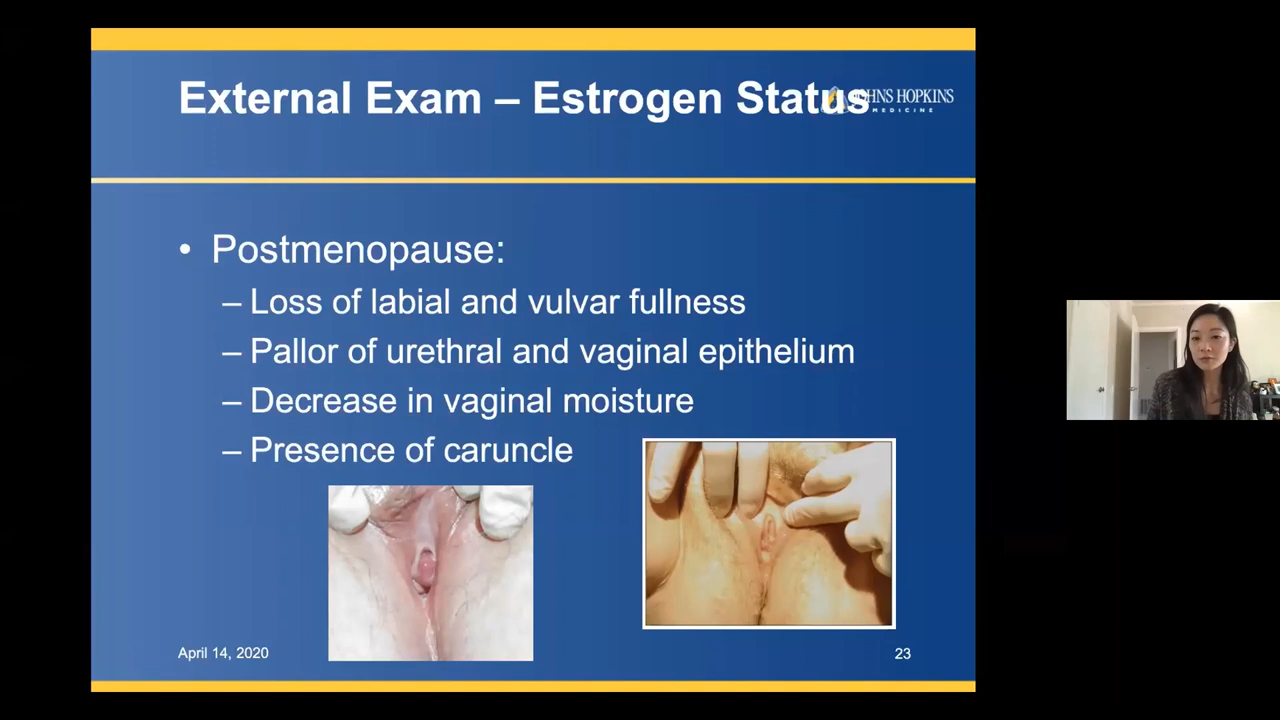 External Exam – Estrogen Status
JOHNS HOPKINS
MEDICINE
• Postmenopause:
– Loss of labial and vulvar fullness
– Pallor of urethral and vaginal epithelium
– Decrease in vaginal moisture
– Presence of caruncle
April 14, 2020
23